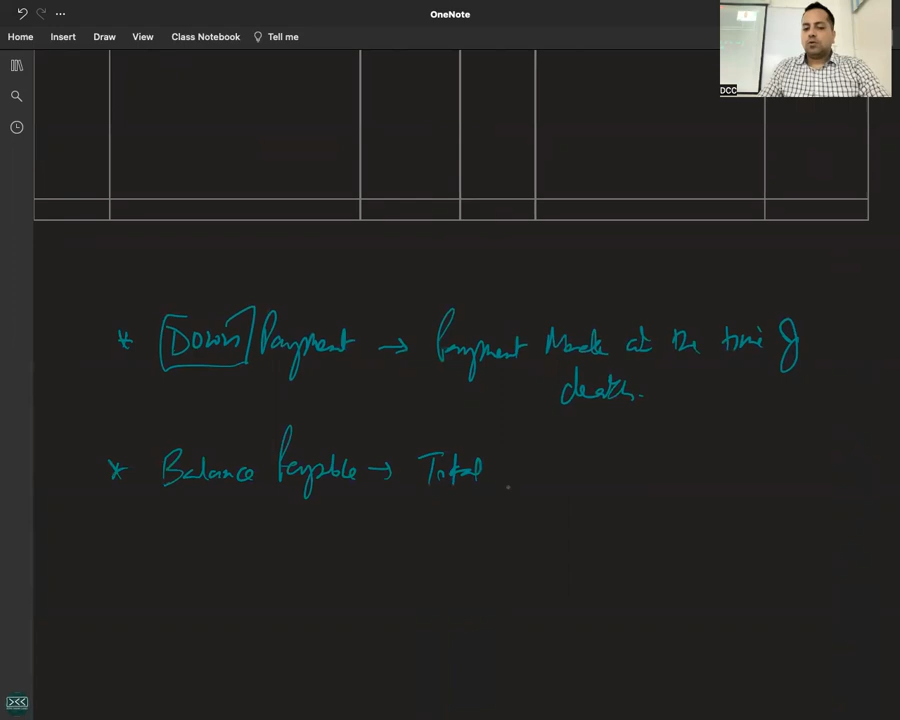 OneNote
Home Insert Draw View Class Notebook Tell me
DCC
* Down Payment → Payment Made at the time of
death.
* Balance Payable → Total